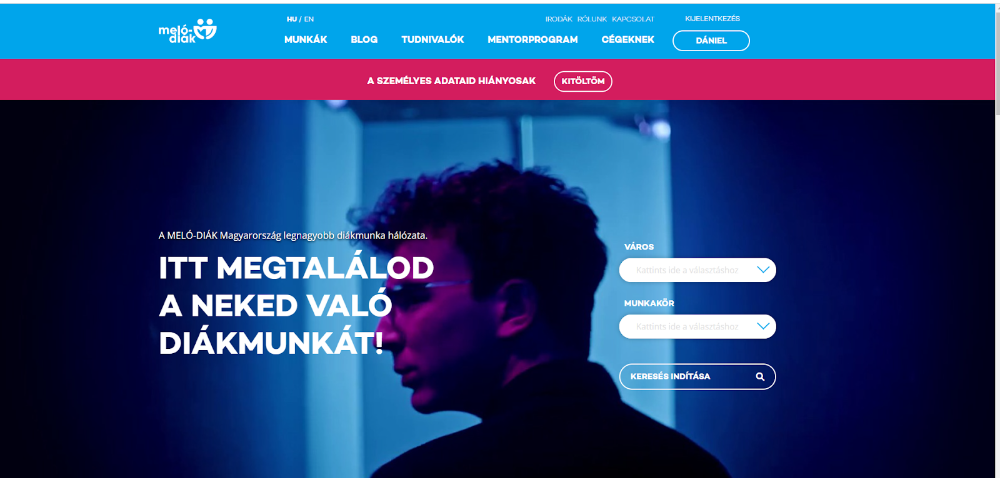 meló-
diák
HU / EN
IRODÁK RÓLUNK KAPCSOLAT
KIJELENTKEZÉS
MUNKÁK BLOG TUDNIVALÓK MENTORPROGRAM CÉGEKNEK
DÁNIEL
A SZEMÉLYES ADATAID HIÁNYOSAK
KITÖLTÖM
A MELÓ-DIÁK Magyarország legnagyobb diákmunka hálózata.
ITT MEGTALÁLOD
A NEKED VALÓ
DIÁKMUNKÁT!
VÁROS
Kattints ide a választáshoz
MUNKAKÖR
Kattints ide a választáshoz
KERESÉS INDÍTÁSA